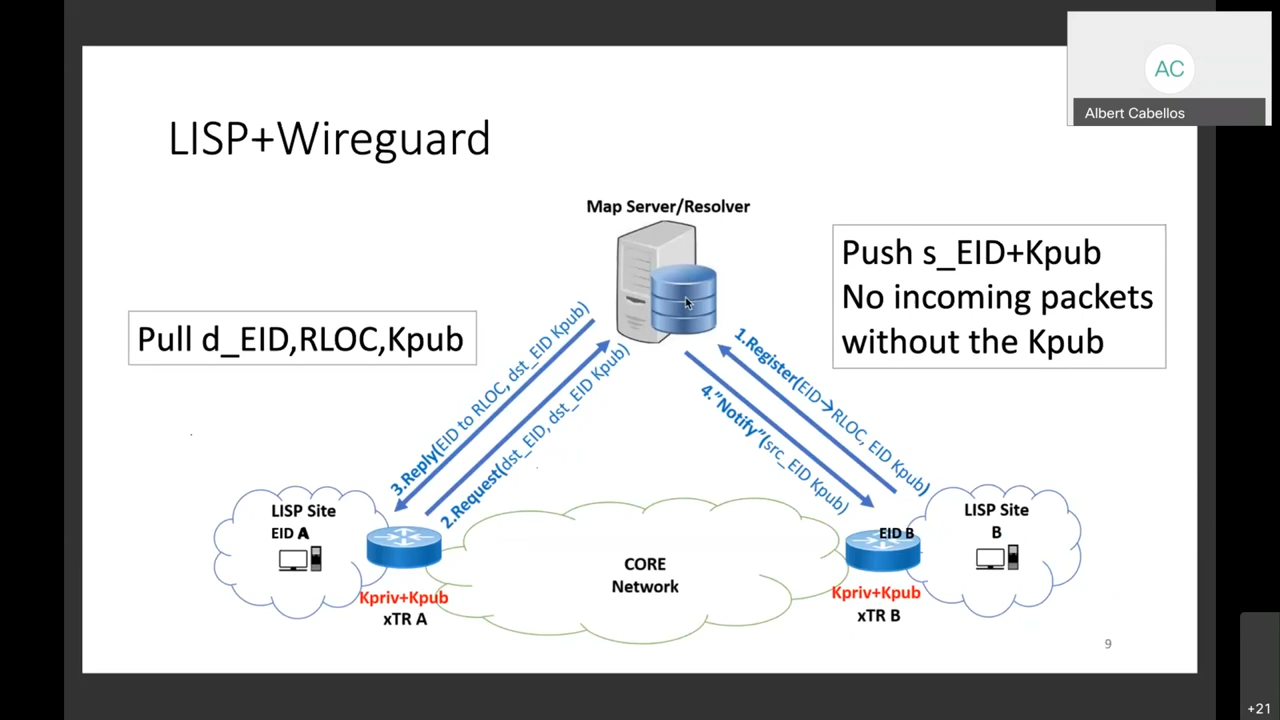 AC
Albert Cabellos
LISP+Wireguard
Map Server/Resolver
Push s_EID+Kpub
No incoming packets
without the Kpub
Pull d_EID,RLOC,Kpub
3.Reply(EID to RLOC, dst_EID Kpub)
2.Request(dst_EID, dst_EID Kpub)
1.Register(EID→RLOC, EID Kpub)
4."Notify"(src_EID Kpub)
LISP Site
EID A
LISP Site
B
EID B
CORE
Network
Kpriv+Kpub
xTR A
Kpriv+Kpub
xTR B
9
+21